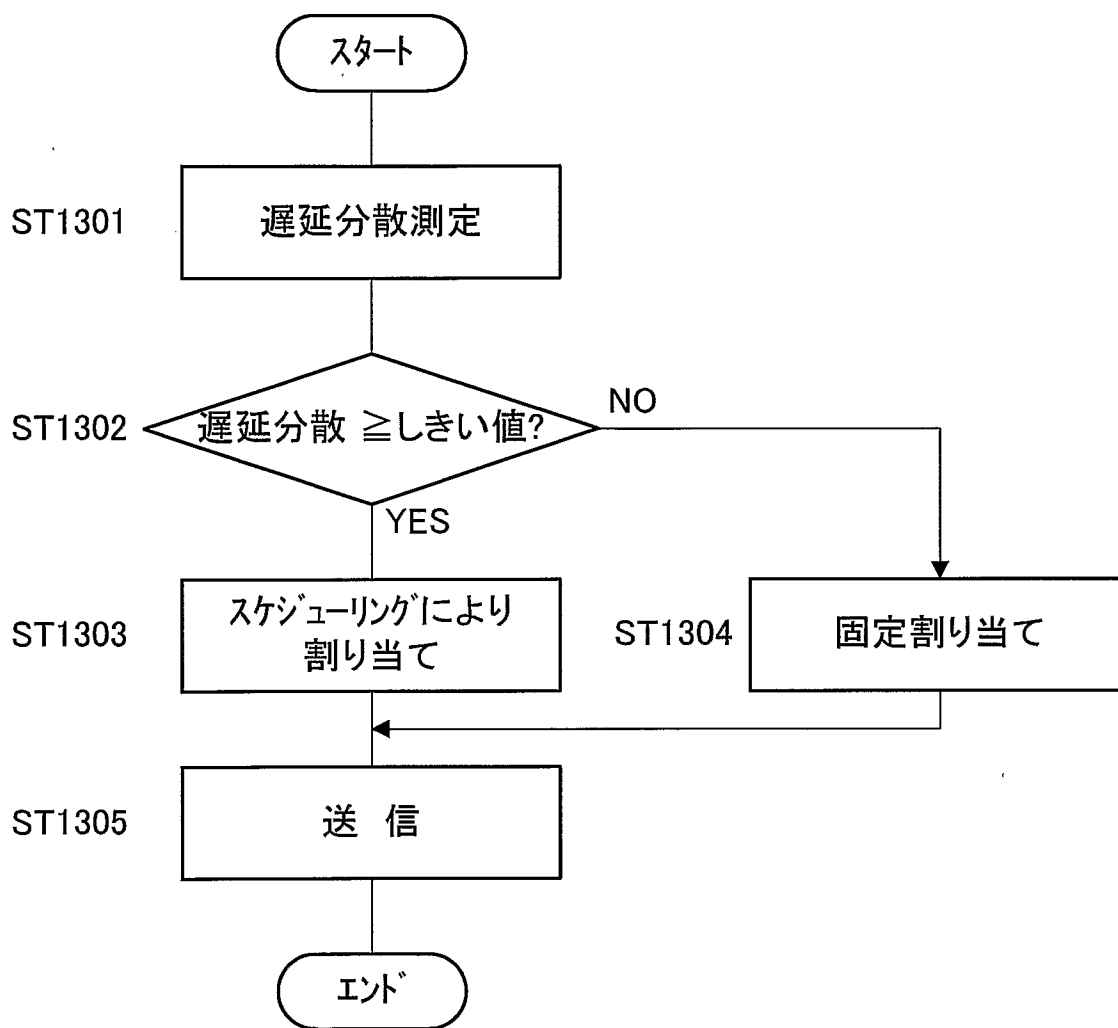 スタート
ST1301
遅延分散測定
ST1302
遅延分散 ≧しきい値?
NO
YES
ST1303
スケジューリングにより
割り当て
ST1304
固定割り当て
ST1305
送 信
エンド